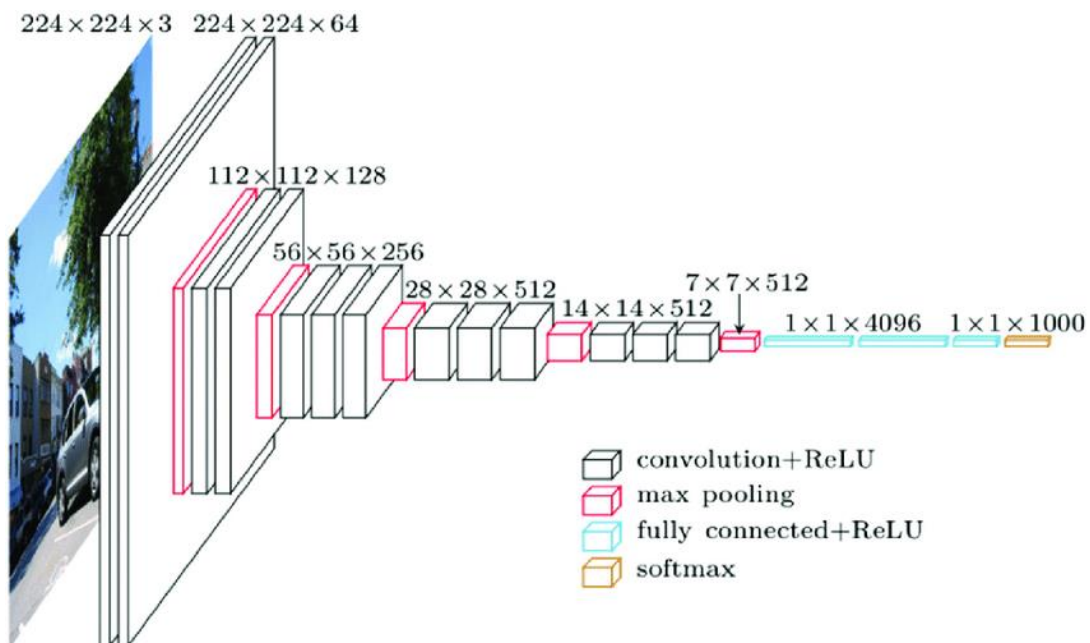 224 × 224 × 3
224 × 224 × 64
112 × 112 × 128
56 × 56 × 256
28 × 28 × 512
14 × 14 × 512
7 × 7 × 512
1 × 1 × 4096
1 × 1 × 1000
convolution+ReLU
max pooling
fully connected+ReLU
softmax